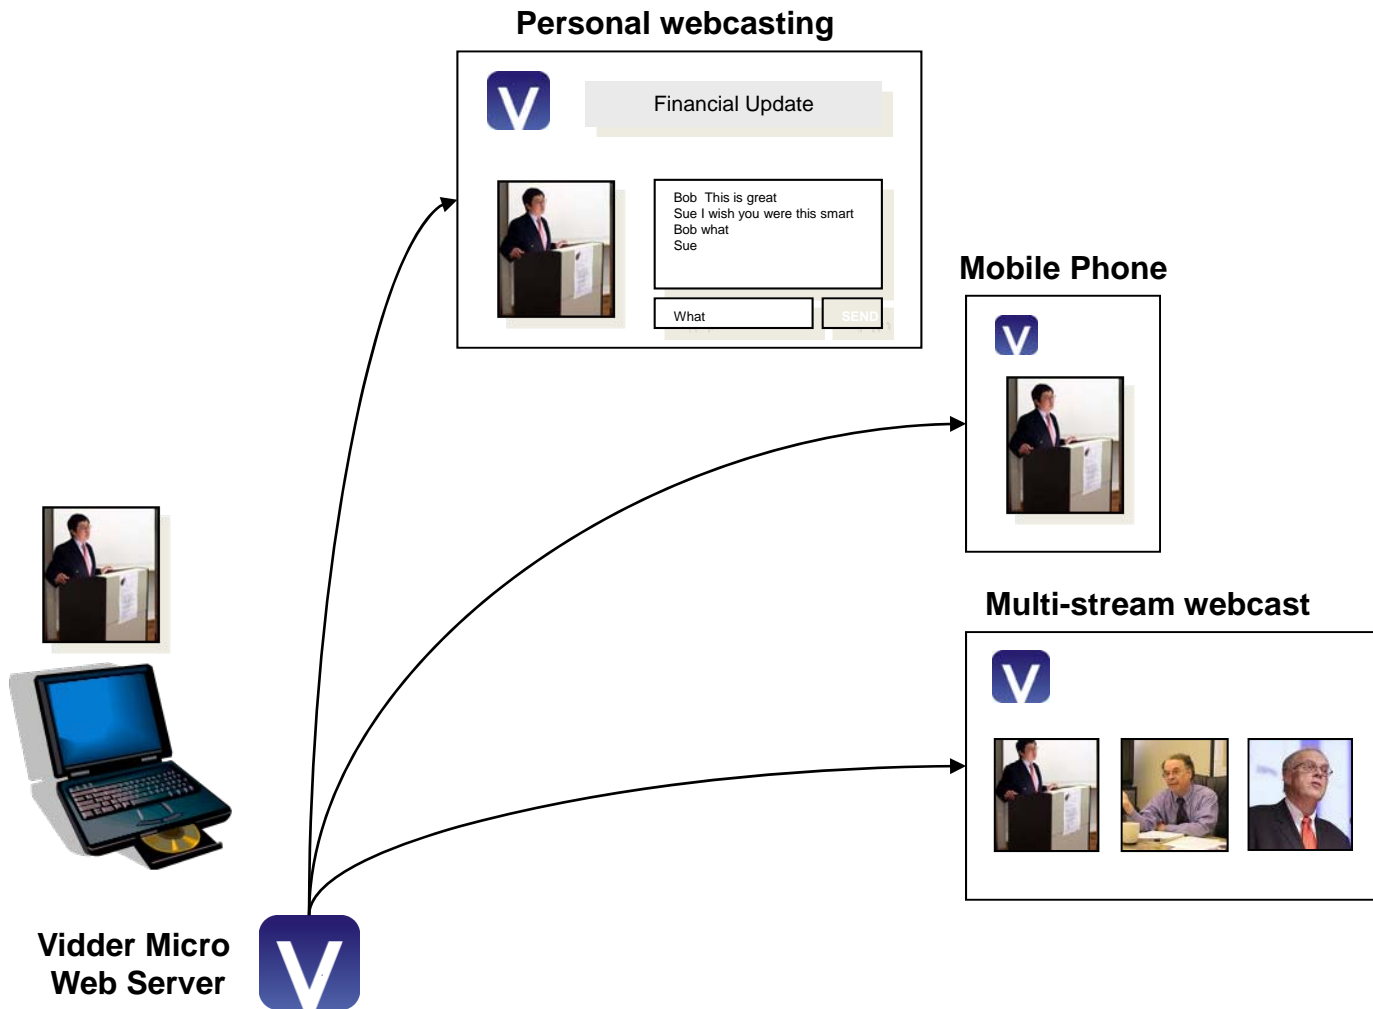 Personal webcasting
V
Financial Update
Bob  This is great
Sue I wish you were this smart
Bob what
Sue
What
SEND
Mobile Phone
V
Multi-stream webcast
V
Vidder Micro
Web Server
V